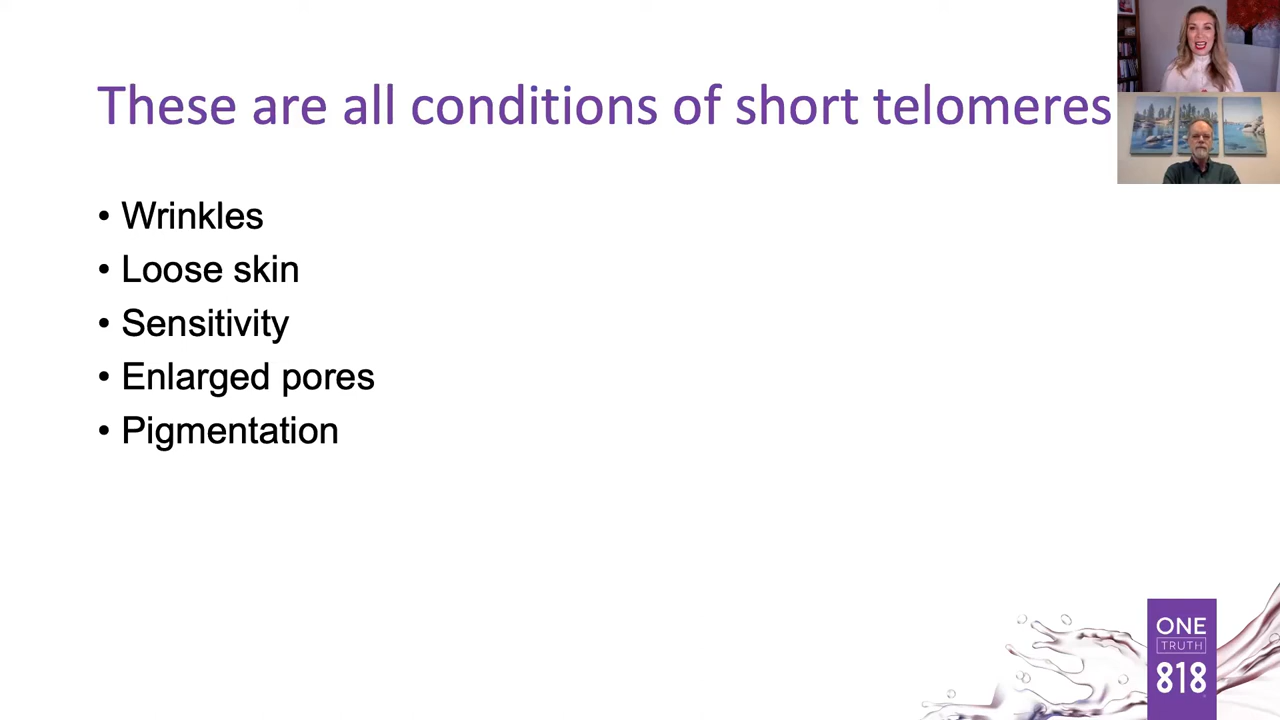 These are all conditions of short telomeres
• Wrinkles
• Loose skin
• Sensitivity
• Enlarged pores
• Pigmentation
ONE
TRUTH
818